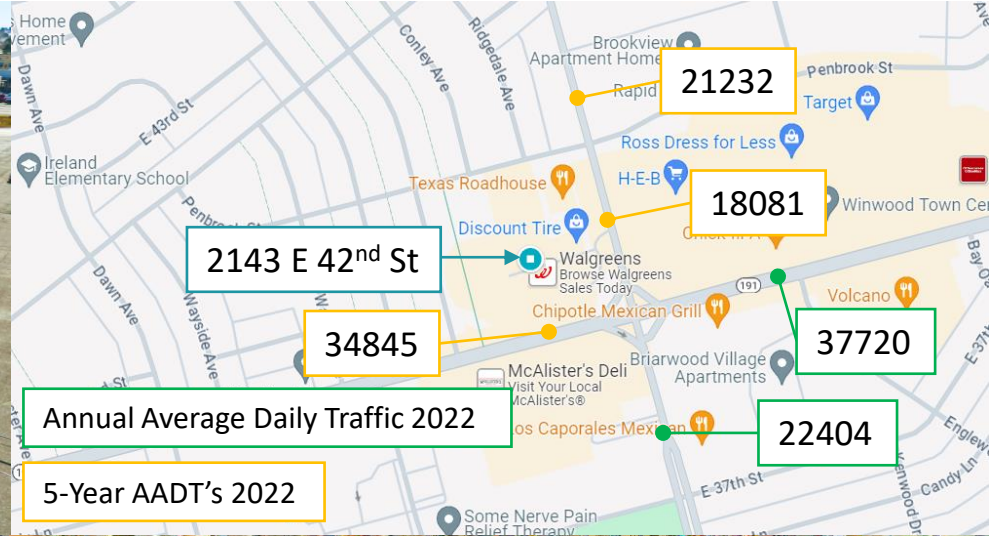 Home
Conley Ave
Ridgedale Ave
Brookview
Apartment Home
21232
Penbrook St
Dawn Ave
E 43rd St
Rapid
Target
Ross Dress for Less
Ireland
Elementary School
Texas Roadhouse
H-E-B
18081
Winwood Town Cen
Penbrook St
Discount Tire
2143 E 42nd St
Walgreens
Browse Walgreens
Sales Today
Dawn Ave
Wayside Ave
191
Volcano
Chipotle Mexican Grill
34845
37720
McAlister's Deli
Visit Your Local
McAlister's®
Briarwood Village
Apartments
E 37th
Annual Average Daily Traffic 2022
Los Caporales Mexican
22404
5-Year AADT's 2022
E 37th St
Candy Ln
Kenwood Dr
Some Nerve Pain
Relief Therapy